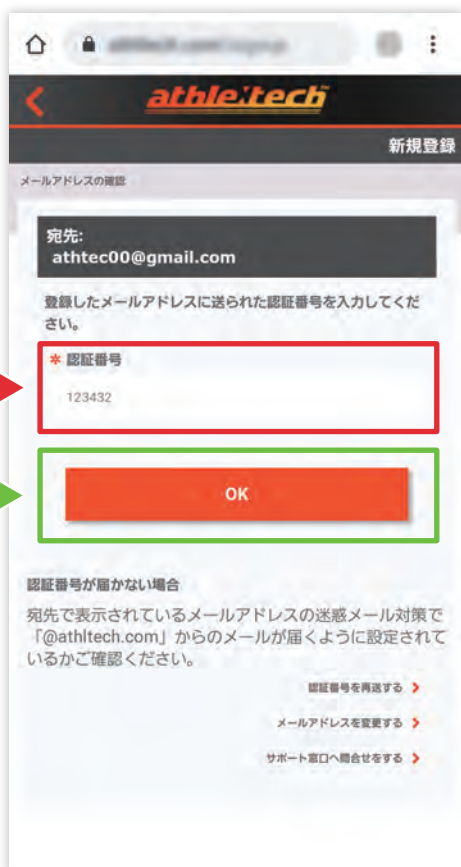 athle:tech
新規登録
メールアドレスの確認
宛先:
athtec00@gmail.com
登録したメールアドレスに送られた認証番号を入力してくだ
さい。
* 認証番号
123432
OK
認証番号が届かない場合
宛先で表示されているメールアドレスの迷惑メール対策で
「@athltech.com」からのメールが届くように設定されて
いるかご確認ください。
認証番号を再送する
メールアドレスを変更する
サポート窓口へ問合せをする